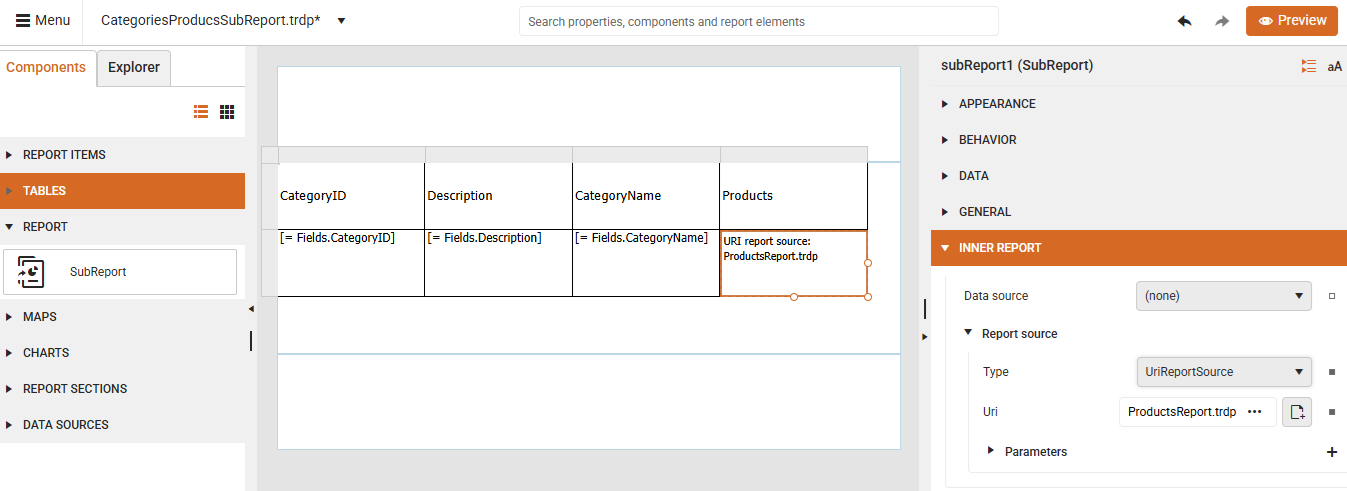 Menu
CategoriesProducsSubReport.trdp*
Search properties, components and report elements
Preview
Components
Explorer
REPORT ITEMS
TABLES
REPORT
SubReport
MAPS
CHARTS
REPORT SECTIONS
DATA SOURCES
CategoryID Description CategoryName Products
[= Fields.CategoryID] [= Fields.Description] [= Fields.CategoryName] URI report source:
ProductsReport.trdp
subReport1 (SubReport)
aA
APPEARANCE
BEHAVIOR
DATA
GENERAL
INNER REPORT
Data source (none)
Report source
Type UriReportSource
Uri ProductsReport.trdp •••
Parameters +